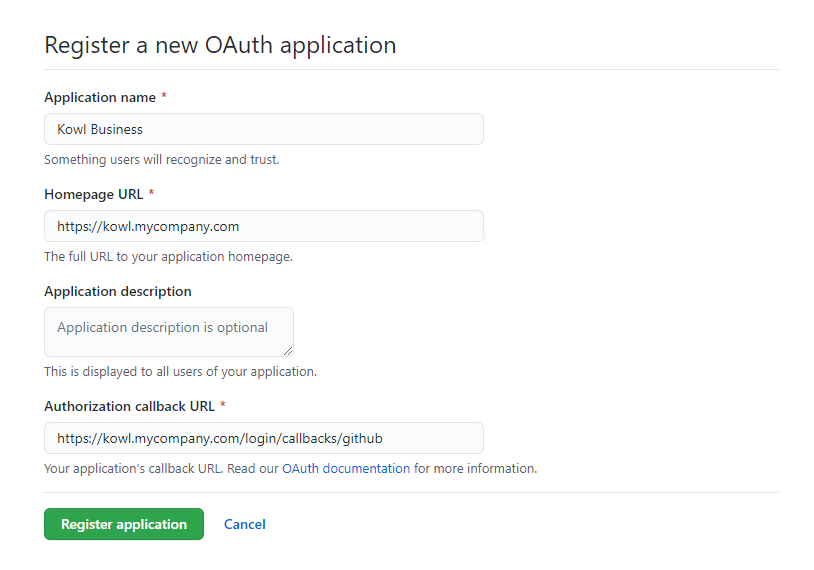 Register a new OAuth application
Application name *
Kowl Business
Something users will recognize and trust.
Homepage URL *
https://kowl.mycompany.com
The full URL to your application homepage.
Application description
Application description is optional
This is displayed to all users of your application.
Authorization callback URL *
https://kowl.mycompany.com/login/callbacks/github
Your application's callback URL. Read our OAuth documentation for more information.
Register application Cancel